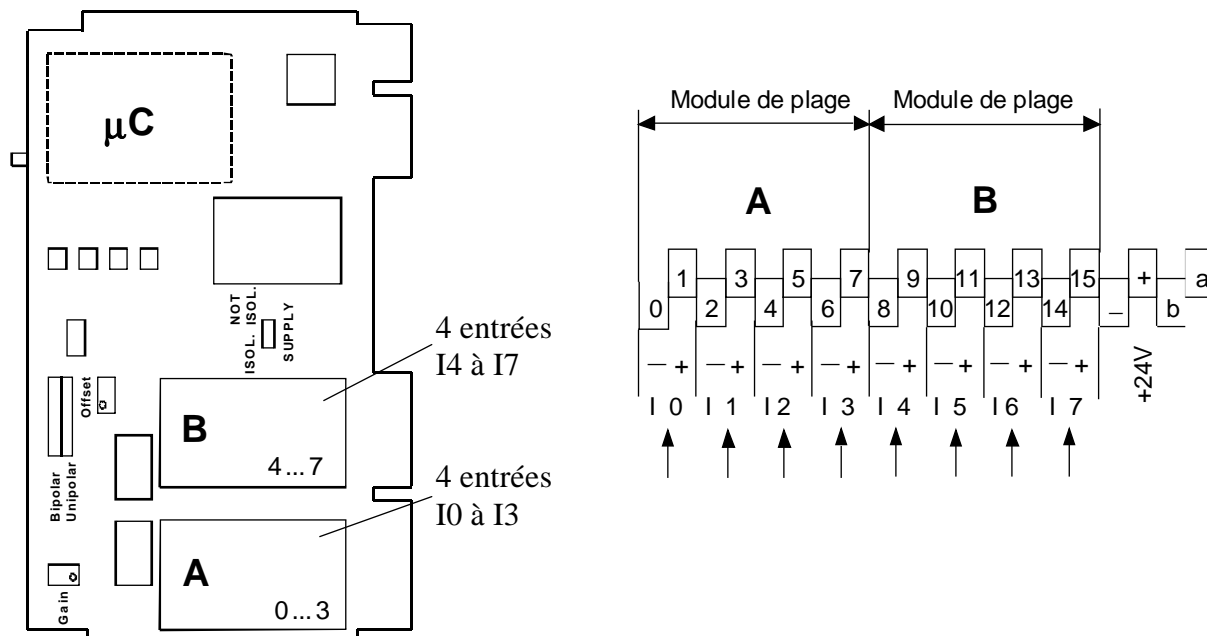 μC
NOT
ISOL. ISOL.
SUPPLY
4 entrées
I4 à I7
Offset
Bipolar
Unipolar
B
4...7
4 entrées
I0 à I3
A
0...3
Gain
Module de plage Module de plage
A B
1 3 5 7 9 11 13 15 + a
0 2 4 6 8 10 12 14 – b
– + – + – + – + – + – + – + – +
+24V
I 0 I 1 I 2 I 3 I 4 I 5 I 6 I 7